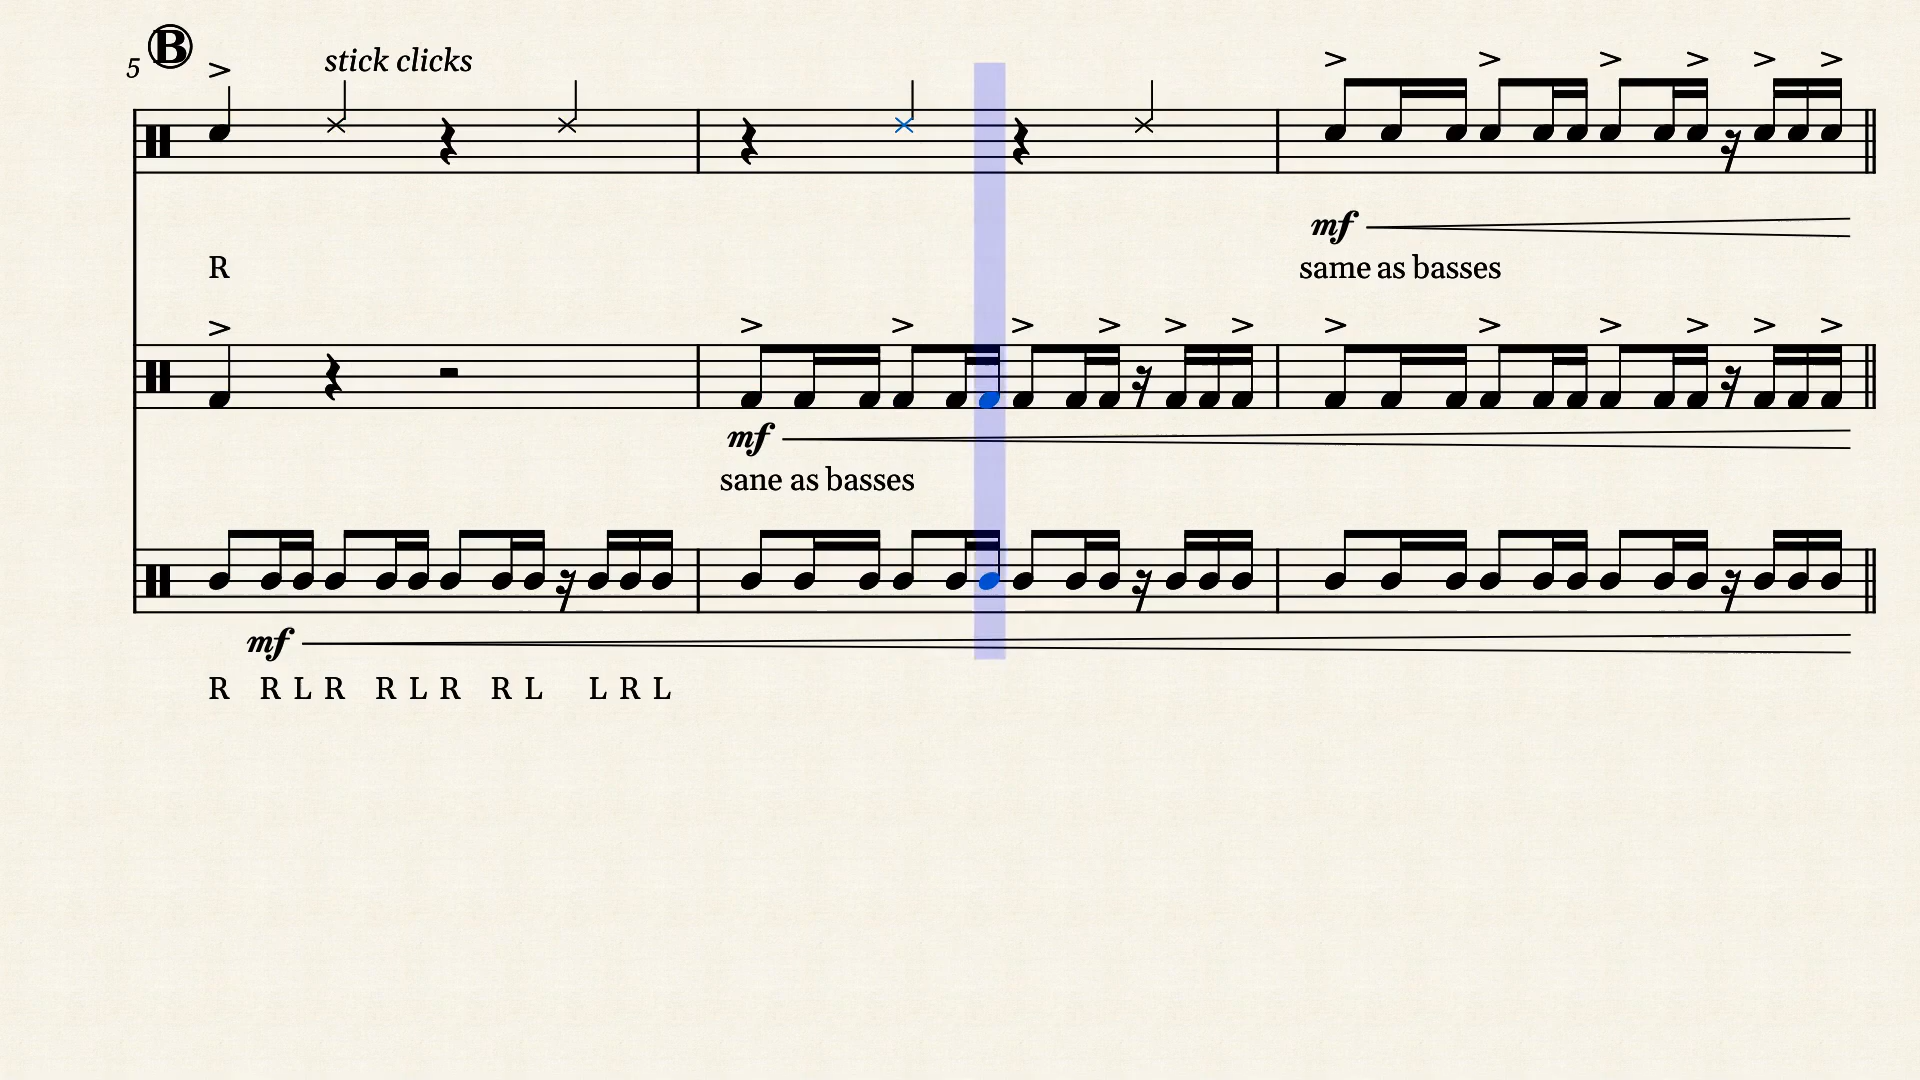 B
5
stick clicks
mf
R
same as basses
mf
sane as basses
mf
R R L R R L R R L L R L